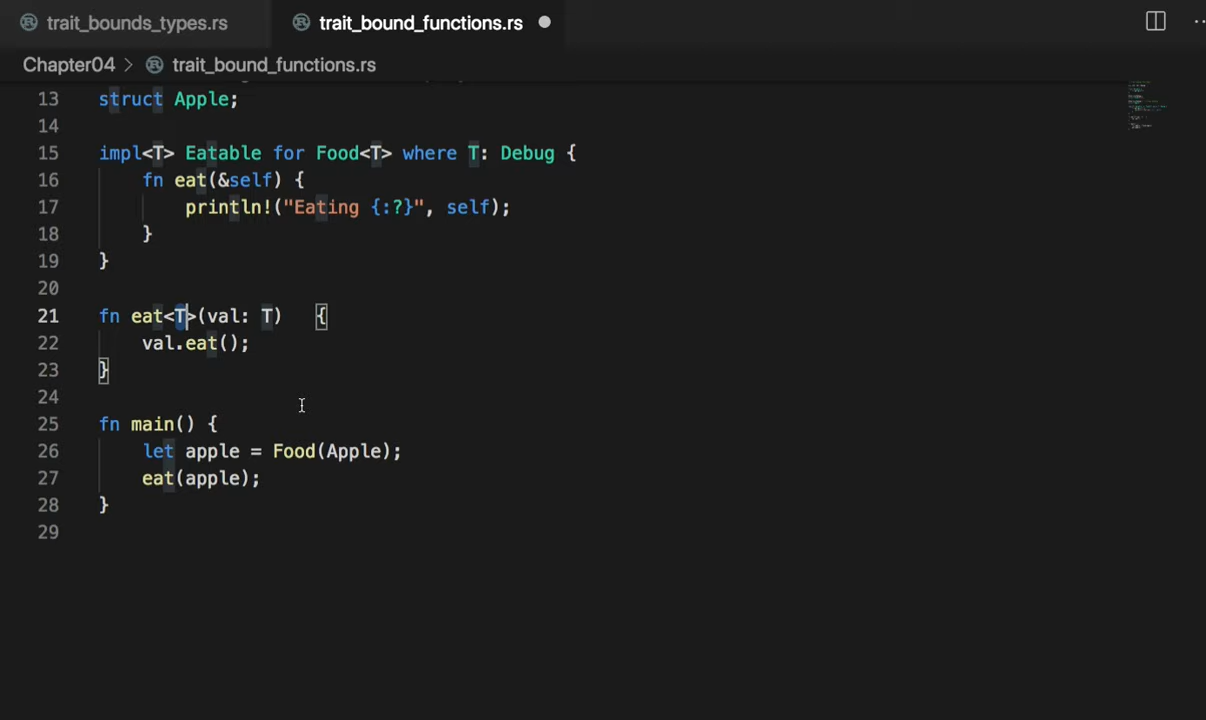 trait_bounds_types.rs trait_bound_functions.rs
Chapter04 > trait_bound_functions.rs
13 struct Apple;
14
15 impl<T> Eatable for Food<T> where T: Debug {
16     fn eat(&self) {
17         println!("Eating {:?}", self);
18     }
19 }
20
21 fn eat<T>(val: T)   {
22     val.eat();
23 }
24
25 fn main() {
26     let apple = Food(Apple);
27     eat(apple);
28 }
29